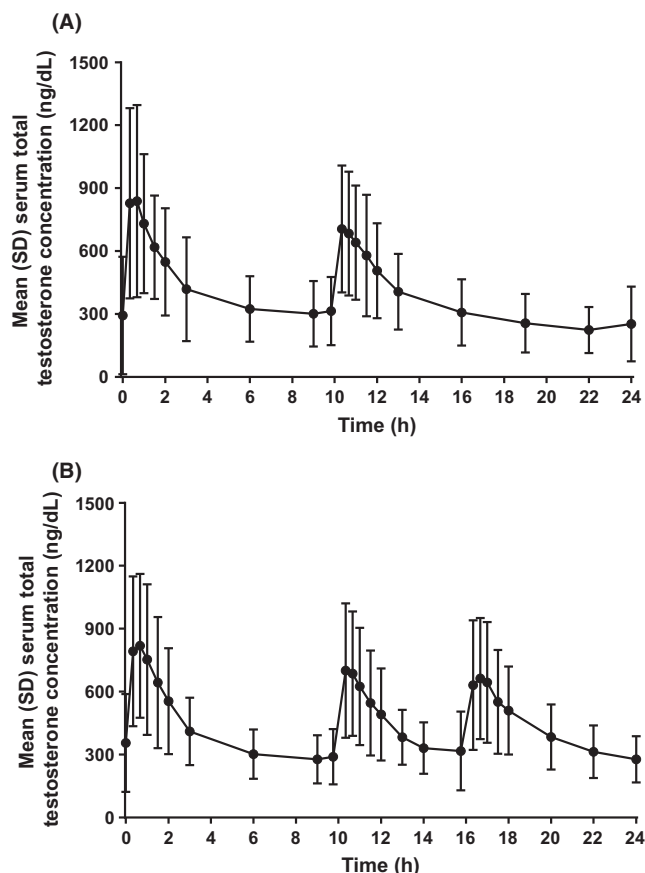 (A)
Mean (SD) serum total
testosterone concentration (ng/dL)
1500
1200
900
600
300
0
0 2 4 6 8 10 12 14 16 18 20 22 24
Time (h)
(B)
Mean (SD) serum total
testosterone concentration (ng/dL)
1500
1200
900
600
300
0
0 2 4 6 8 10 12 14 16 18 20 22 24
Time (h)